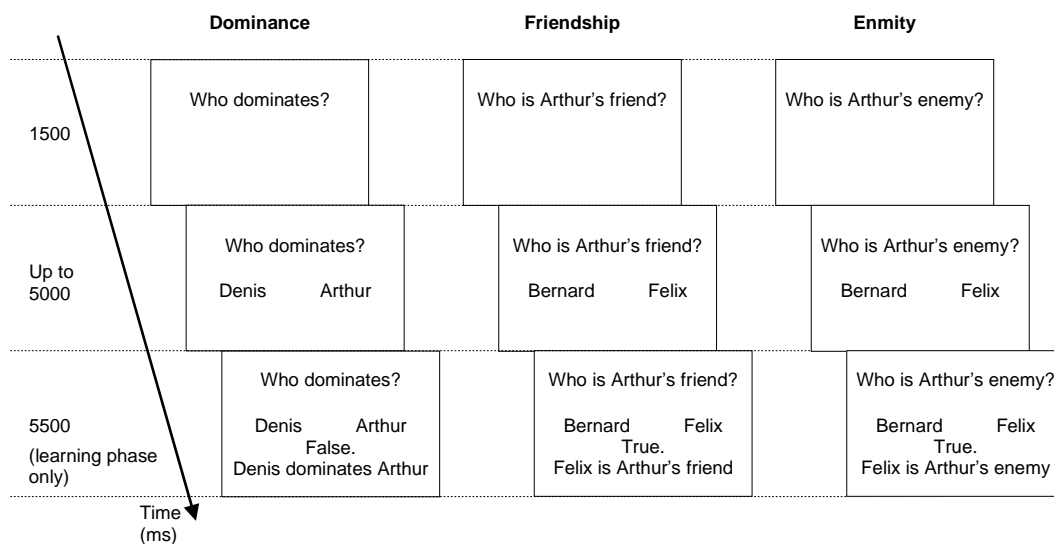 Dominance Friendship Enmity
1500
Who dominates? Who is Arthur’s friend? Who is Arthur’s enemy?
Up to
5000
Who dominates? Who is Arthur’s friend? Who is Arthur’s enemy?
Denis Arthur Bernard Felix Bernard Felix
5500
(learning phase
only)
Who dominates? Who is Arthur’s friend? Who is Arthur’s enemy?
Denis Arthur Bernard Felix Bernard Felix
False. True. True.
Denis dominates Arthur Felix is Arthur’s friend Felix is Arthur’s enemy
Time
(ms)